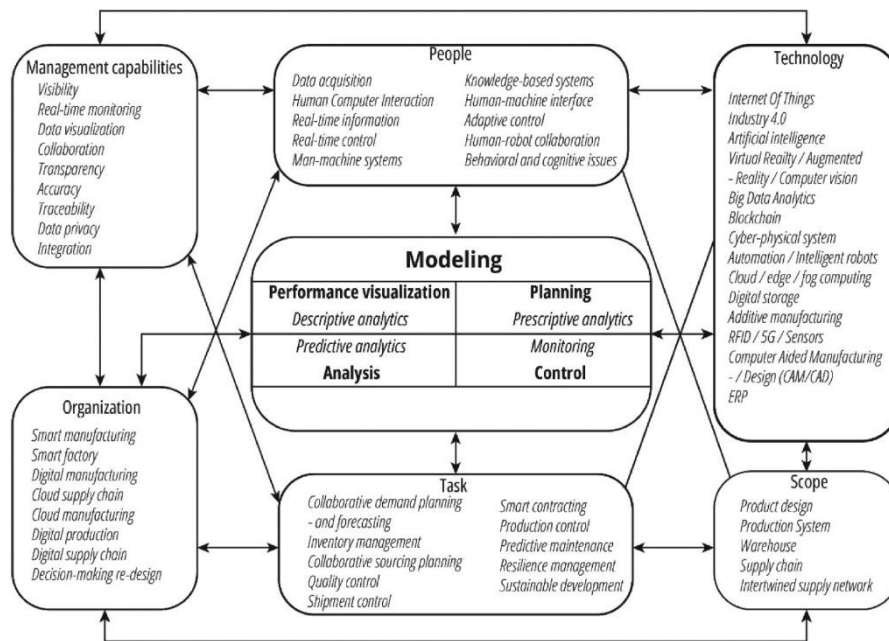 Management capabilities
Visibility
Real-time monitoring
Data visualization
Collaboration
Transparency
Accuracy
Traceability
Data privacy
Integration
People
Data acquisition
Human Computer Interaction
Real-time information
Real-time control
Man-machine systems
Knowledge-based systems
Human-machine interface
Adaptive control
Human-robot collaboration
Behavioral and cognitive issues
Technology
Internet Of Things
Industry 4.0
Artificial intelligence
Virtual Reailty / Augmented
- Reality / Computer vision
Big Data Analytics
Blockchain
Cyber-physical system
Automation / Intelligent robots
Cloud / edge / fog computing
Digital storage
Additive manufacturing
RFID / 5G / Sensors
Computer Aided Manufacturing
- / Design (CAM/CAD)
ERP
Modeling
Performance visualization
Descriptive analytics
Planning
Prescriptive analytics
Predictive analytics
Analysis
Monitoring
Control
Organization
Smart manufacturing
Smart factory
Digital manufacturing
Cloud supply chain
Cloud manufacturing
Digital production
Digital supply chain
Decision-making re-design
Task
Collaborative demand planning
- and forecasting
Inventory management
Collaborative sourcing planning
Quality control
Shipment control
Smart contracting
Production control
Predictive maintenance
Resilience management
Sustainable development
Scope
Product design
Production System
Warehouse
Supply chain
Intertwined supply network